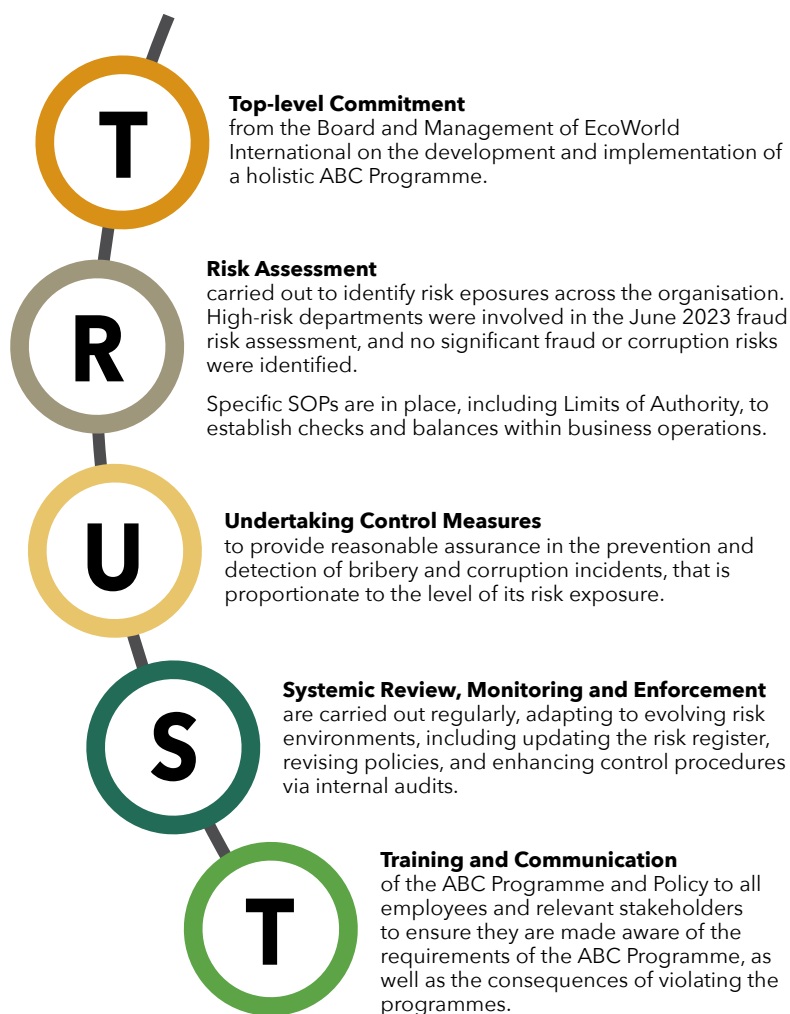 T
Top-level Commitment
from the Board and Management of EcoWorld
International on the development and implementation of
a holistic ABC Programme.
R
Risk Assessment
carried out to identify risk eposures across the organisation.
High-risk departments were involved in the June 2023 fraud
risk assessment, and no significant fraud or corruption risks
were identified.
Specific SOPs are in place, including Limits of Authority, to
establish checks and balances within business operations.
U
Undertaking Control Measures
to provide reasonable assurance in the prevention and
detection of bribery and corruption incidents, that is
proportionate to the level of its risk exposure.
S
Systemic Review, Monitoring and Enforcement
are carried out regularly, adapting to evolving risk
environments, including updating the risk register,
revising policies, and enhancing control procedures
via internal audits.
T
Training and Communication
of the ABC Programme and Policy to all
employees and relevant stakeholders
to ensure they are made aware of the
requirements of the ABC Programme, as
well as the consequences of violating the
programmes.